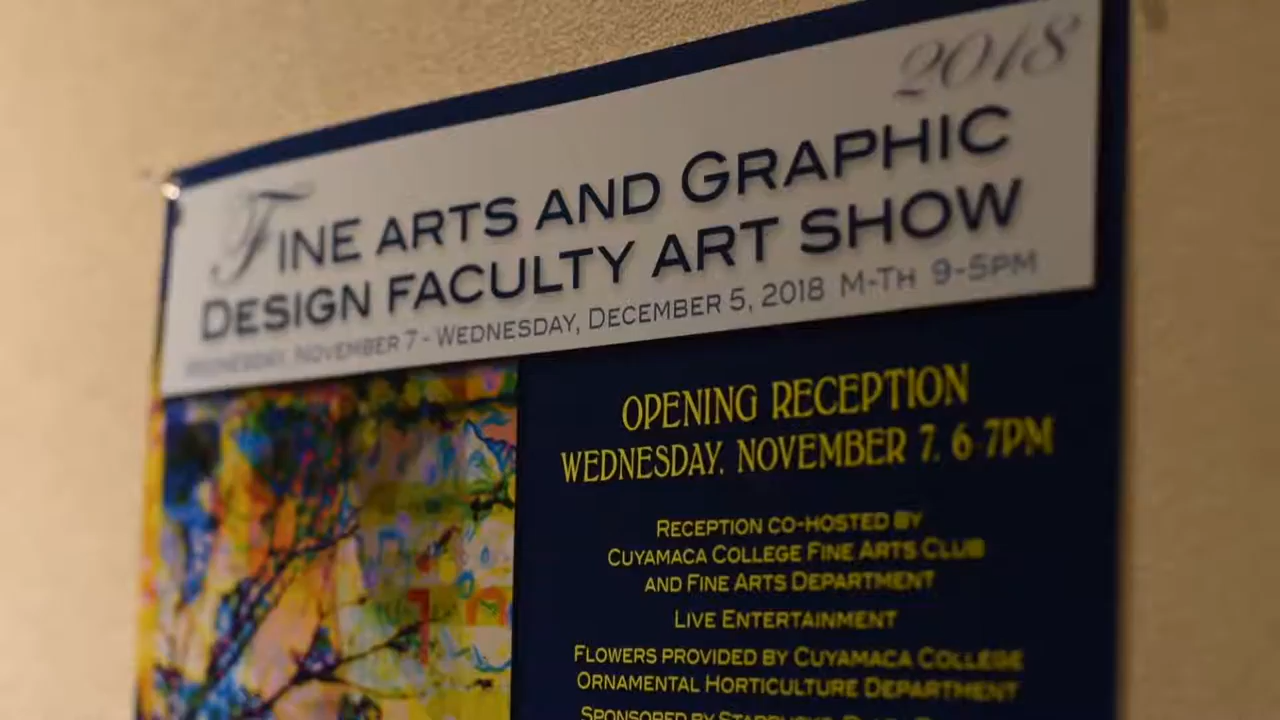 2018
FINE ARTS AND GRAPHIC
DESIGN FACULTY ART SHOW
WEDNESDAY, NOVEMBER 7 - WEDNESDAY, DECEMBER 5, 2018 M-TH 9-5PM
OPENING RECEPTION
WEDNESDAY, NOVEMBER 7, 6 7PM
RECEPTION CO-HOSTED BY
CUYAMACA COLLEGE FINE ARTS CLUB
AND FINE ARTS DEPARTMENT
LIVE ENTERTAINMENT
FLOWERS PROVIDED BY CUYAMACA COLLEGE
ORNAMENTAL HORTICULTURE DEPARTMENT
SPONSORED BY STARBUCKS,